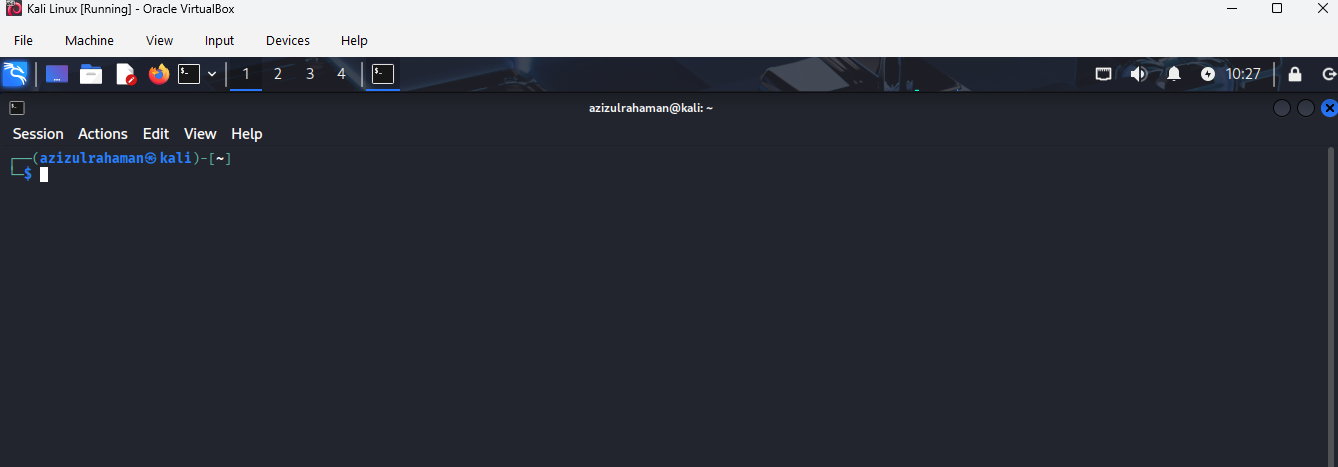 Kali Linux [Running] - Oracle VirtualBox
File Machine View Input Devices Help
1 2 3 4 10:27
azizulrahaman@kali: ~
Session Actions Edit View Help
┌──(azizulrahaman㉿kali)-[~]
└─$